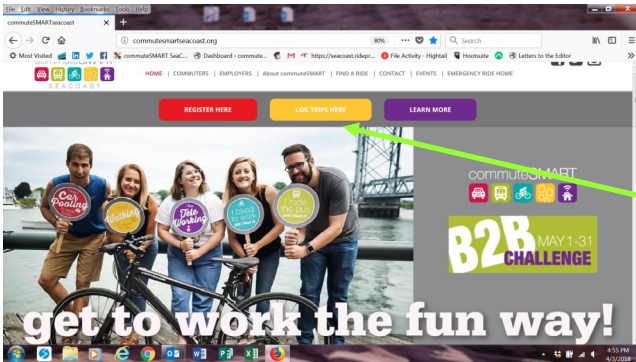 File Edit View History Bookmarks Tools Help
commuteSMARTseacoast
commutesmartseacoast.org
80%
Search
Most Visited
commuteSMART SeaC...
Dashboard ‹ commute...
https://seacoast.ridepr...
File Activity - Hightail
Hootsuite
Letters to the Editor
SEACOAST
HOME | COMMUTERS | EMPLOYERS | About commuteSMART | FIND A RIDE | CONTACT | EVENTS | EMERGENCY RIDE HOME
REGISTER HERE
LOG TRIPS HERE
LEARN MORE
Car
Pooling
Walking
Tele
Working
I biked
to work
I rode
the bus
commuteSMART
B2B
MAY 1-31
CHALLENGE
get to work the fun way!
4:55 PM
4/3/2018